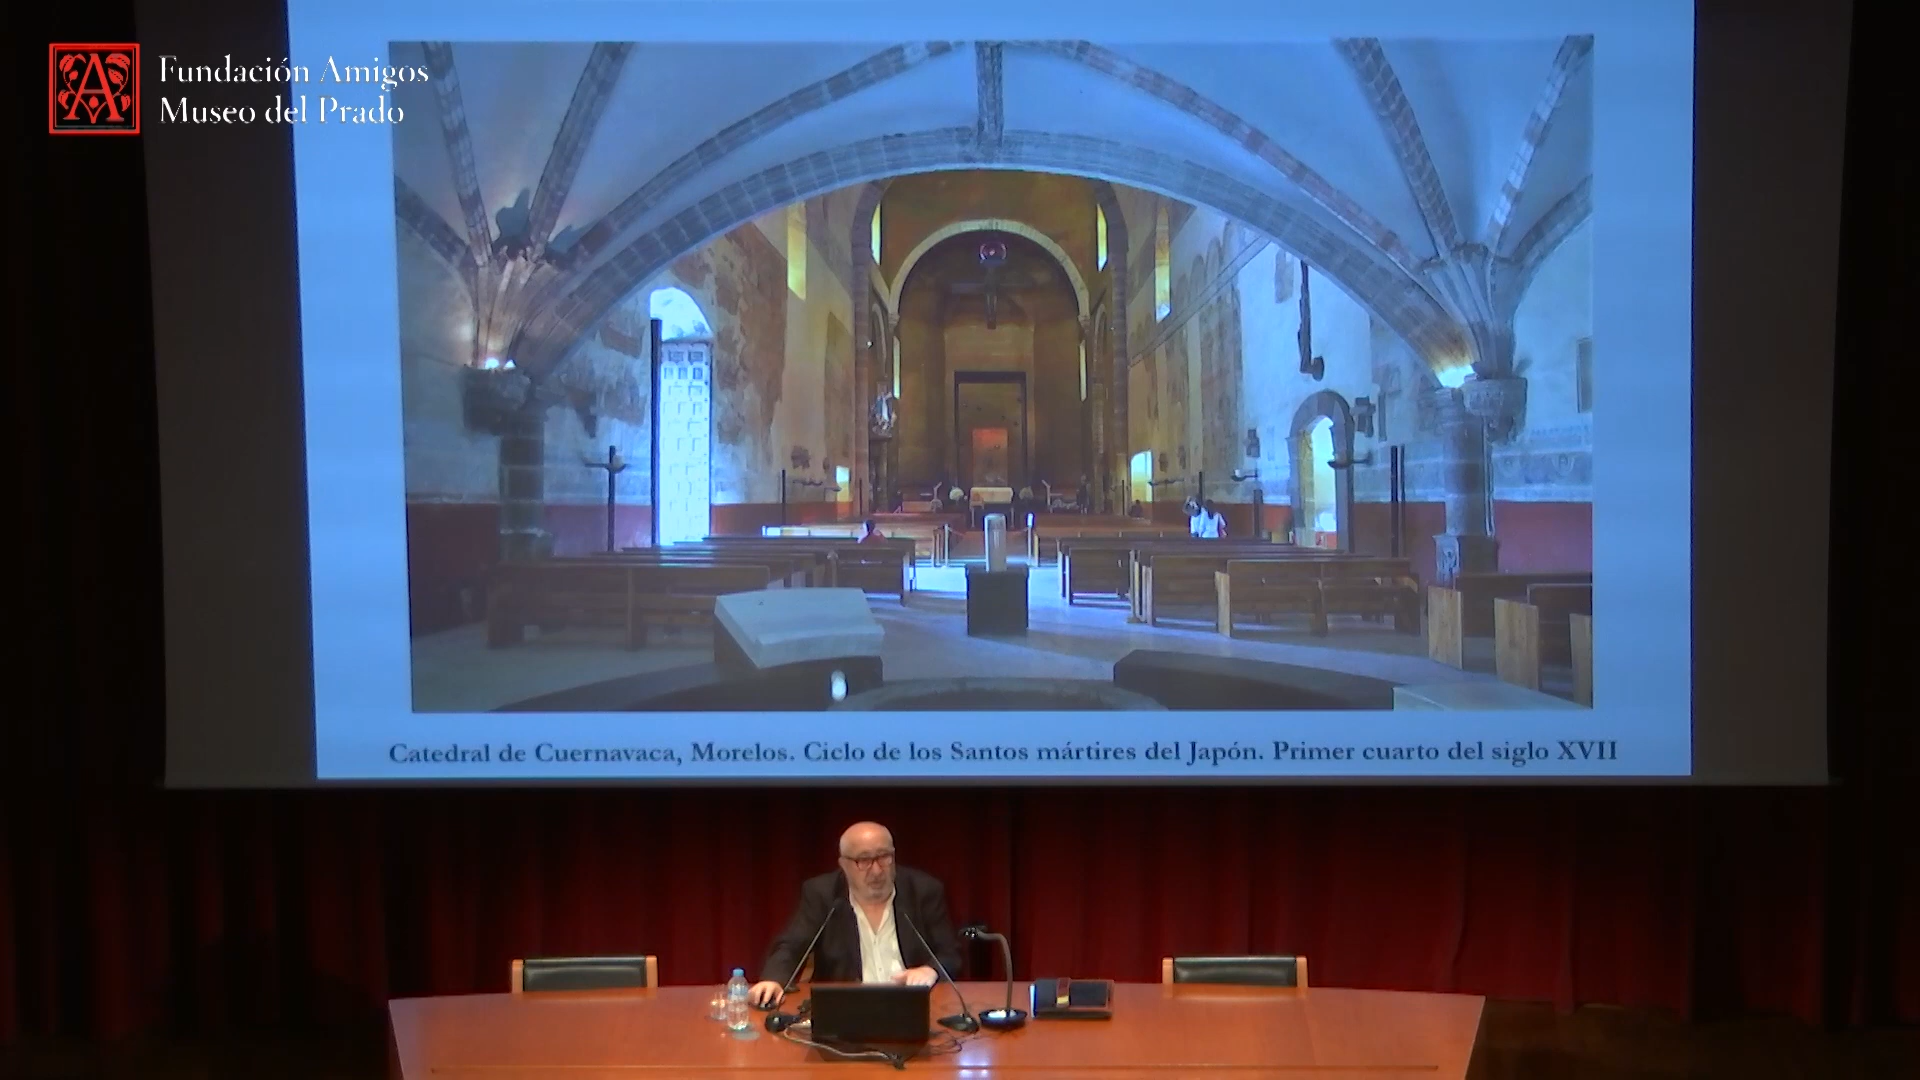 Fundación Amigos
Museo del Prado
Catedral de Cuernavaca, Morelos. Ciclo de los Santos mártires del Japón. Primer cuarto del siglo XVII